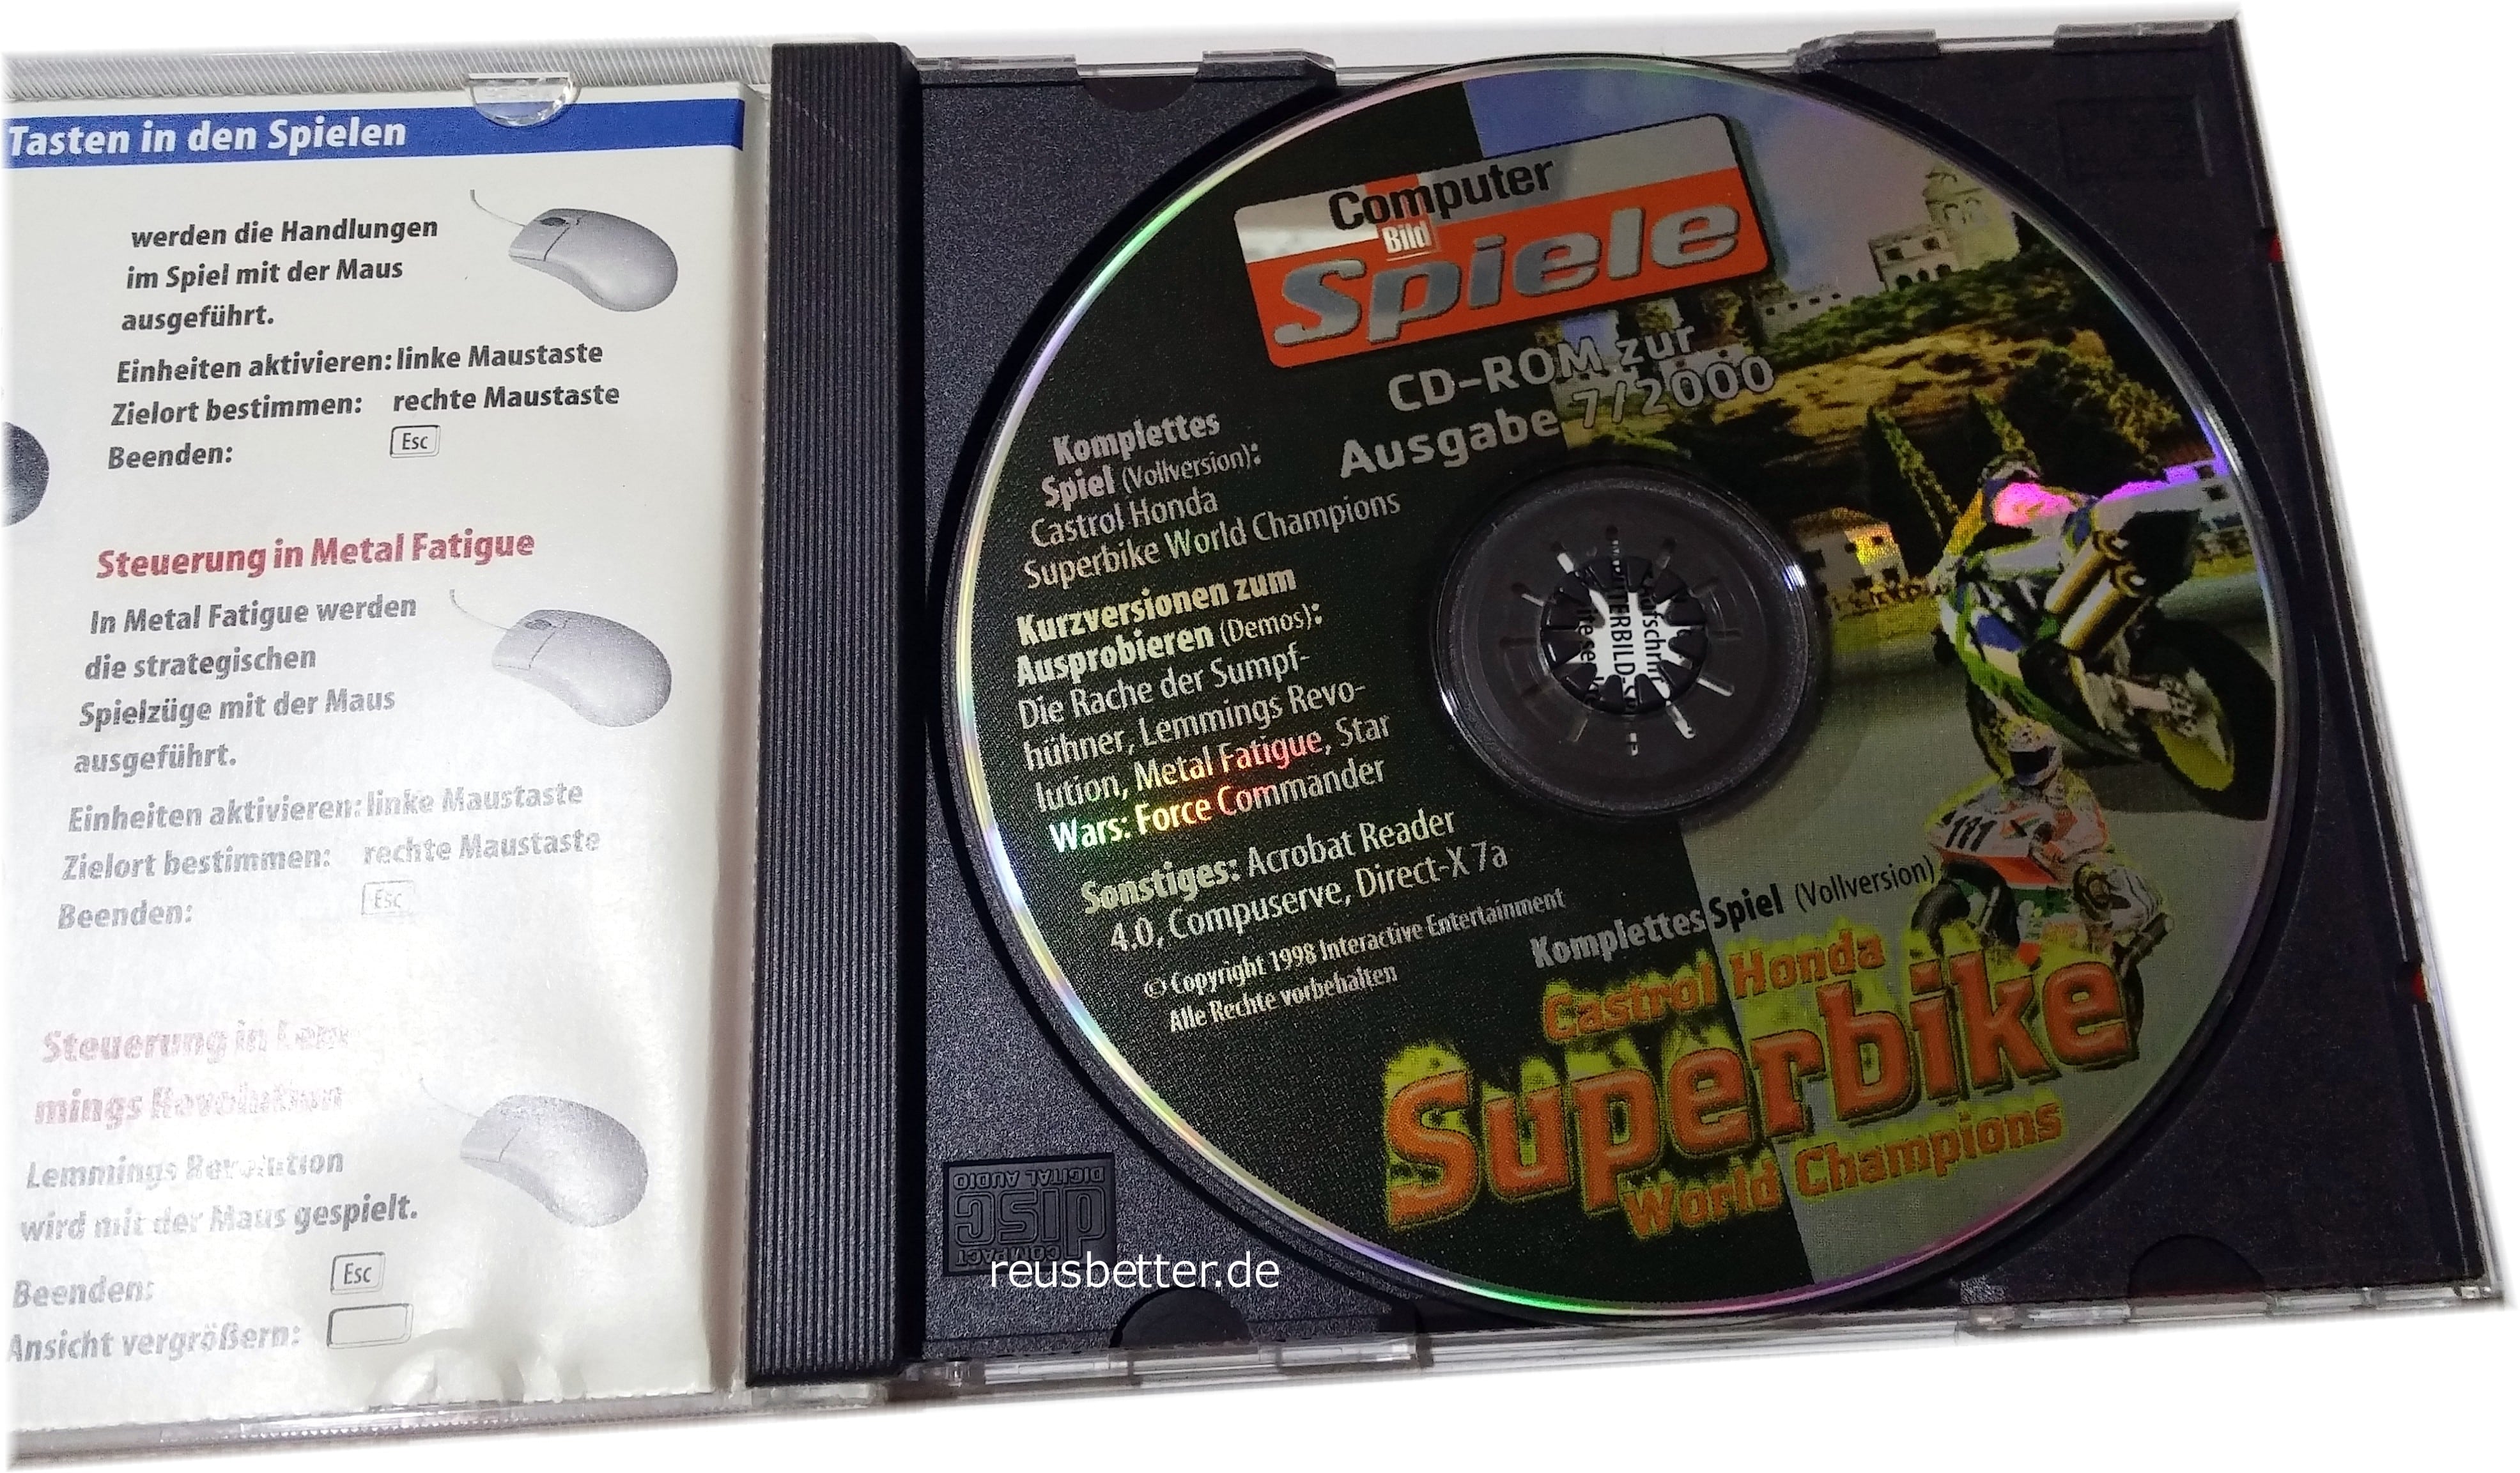 Tasten in den Spielen
werden die Handlungen
im Spiel mit der Maus
ausgeführt.
Einheiten aktivieren: linke Maustaste
Zielort bestimmen: rechte Maustaste
Beenden: Esc
Steuerung in Metal Fatigue
In Metal Fatigue werden
die strategischen
Spielzüge mit der Maus
ausgeführt.
Einheiten aktivieren: linke Maustaste
Zielort bestimmen: rechte Maustaste
Beenden: Esc
Steuerung in Lem-
mings Revolution
Lemmings Revolution
wird mit der Maus gespielt.
Beenden: Esc
Ansicht vergrößern:
Computer
Bild
Spiele
CD-ROM zur
Ausgabe 7/2000
Komplettes
Spiel (Vollversion):
Castrol Honda
Superbike World Champions
Kurzversionen zum
Ausprobieren (Demos):
Die Rache der Sumpf-
hühner, Lemmings Revo-
lution, Metal Fatigue, Star
Wars: Force Commander
Sonstiges: Acrobat Reader
4.0, Compuserve, Direct-X 7a
© Copyright 1998 Interactive Entertainment
Alle Rechte vorbehalten
111
Komplettes Spiel (Vollversion)
Castrol Honda
Superbike
World Champions
COMPACT
disc
DIGITAL AUDIO
reusbetter.de